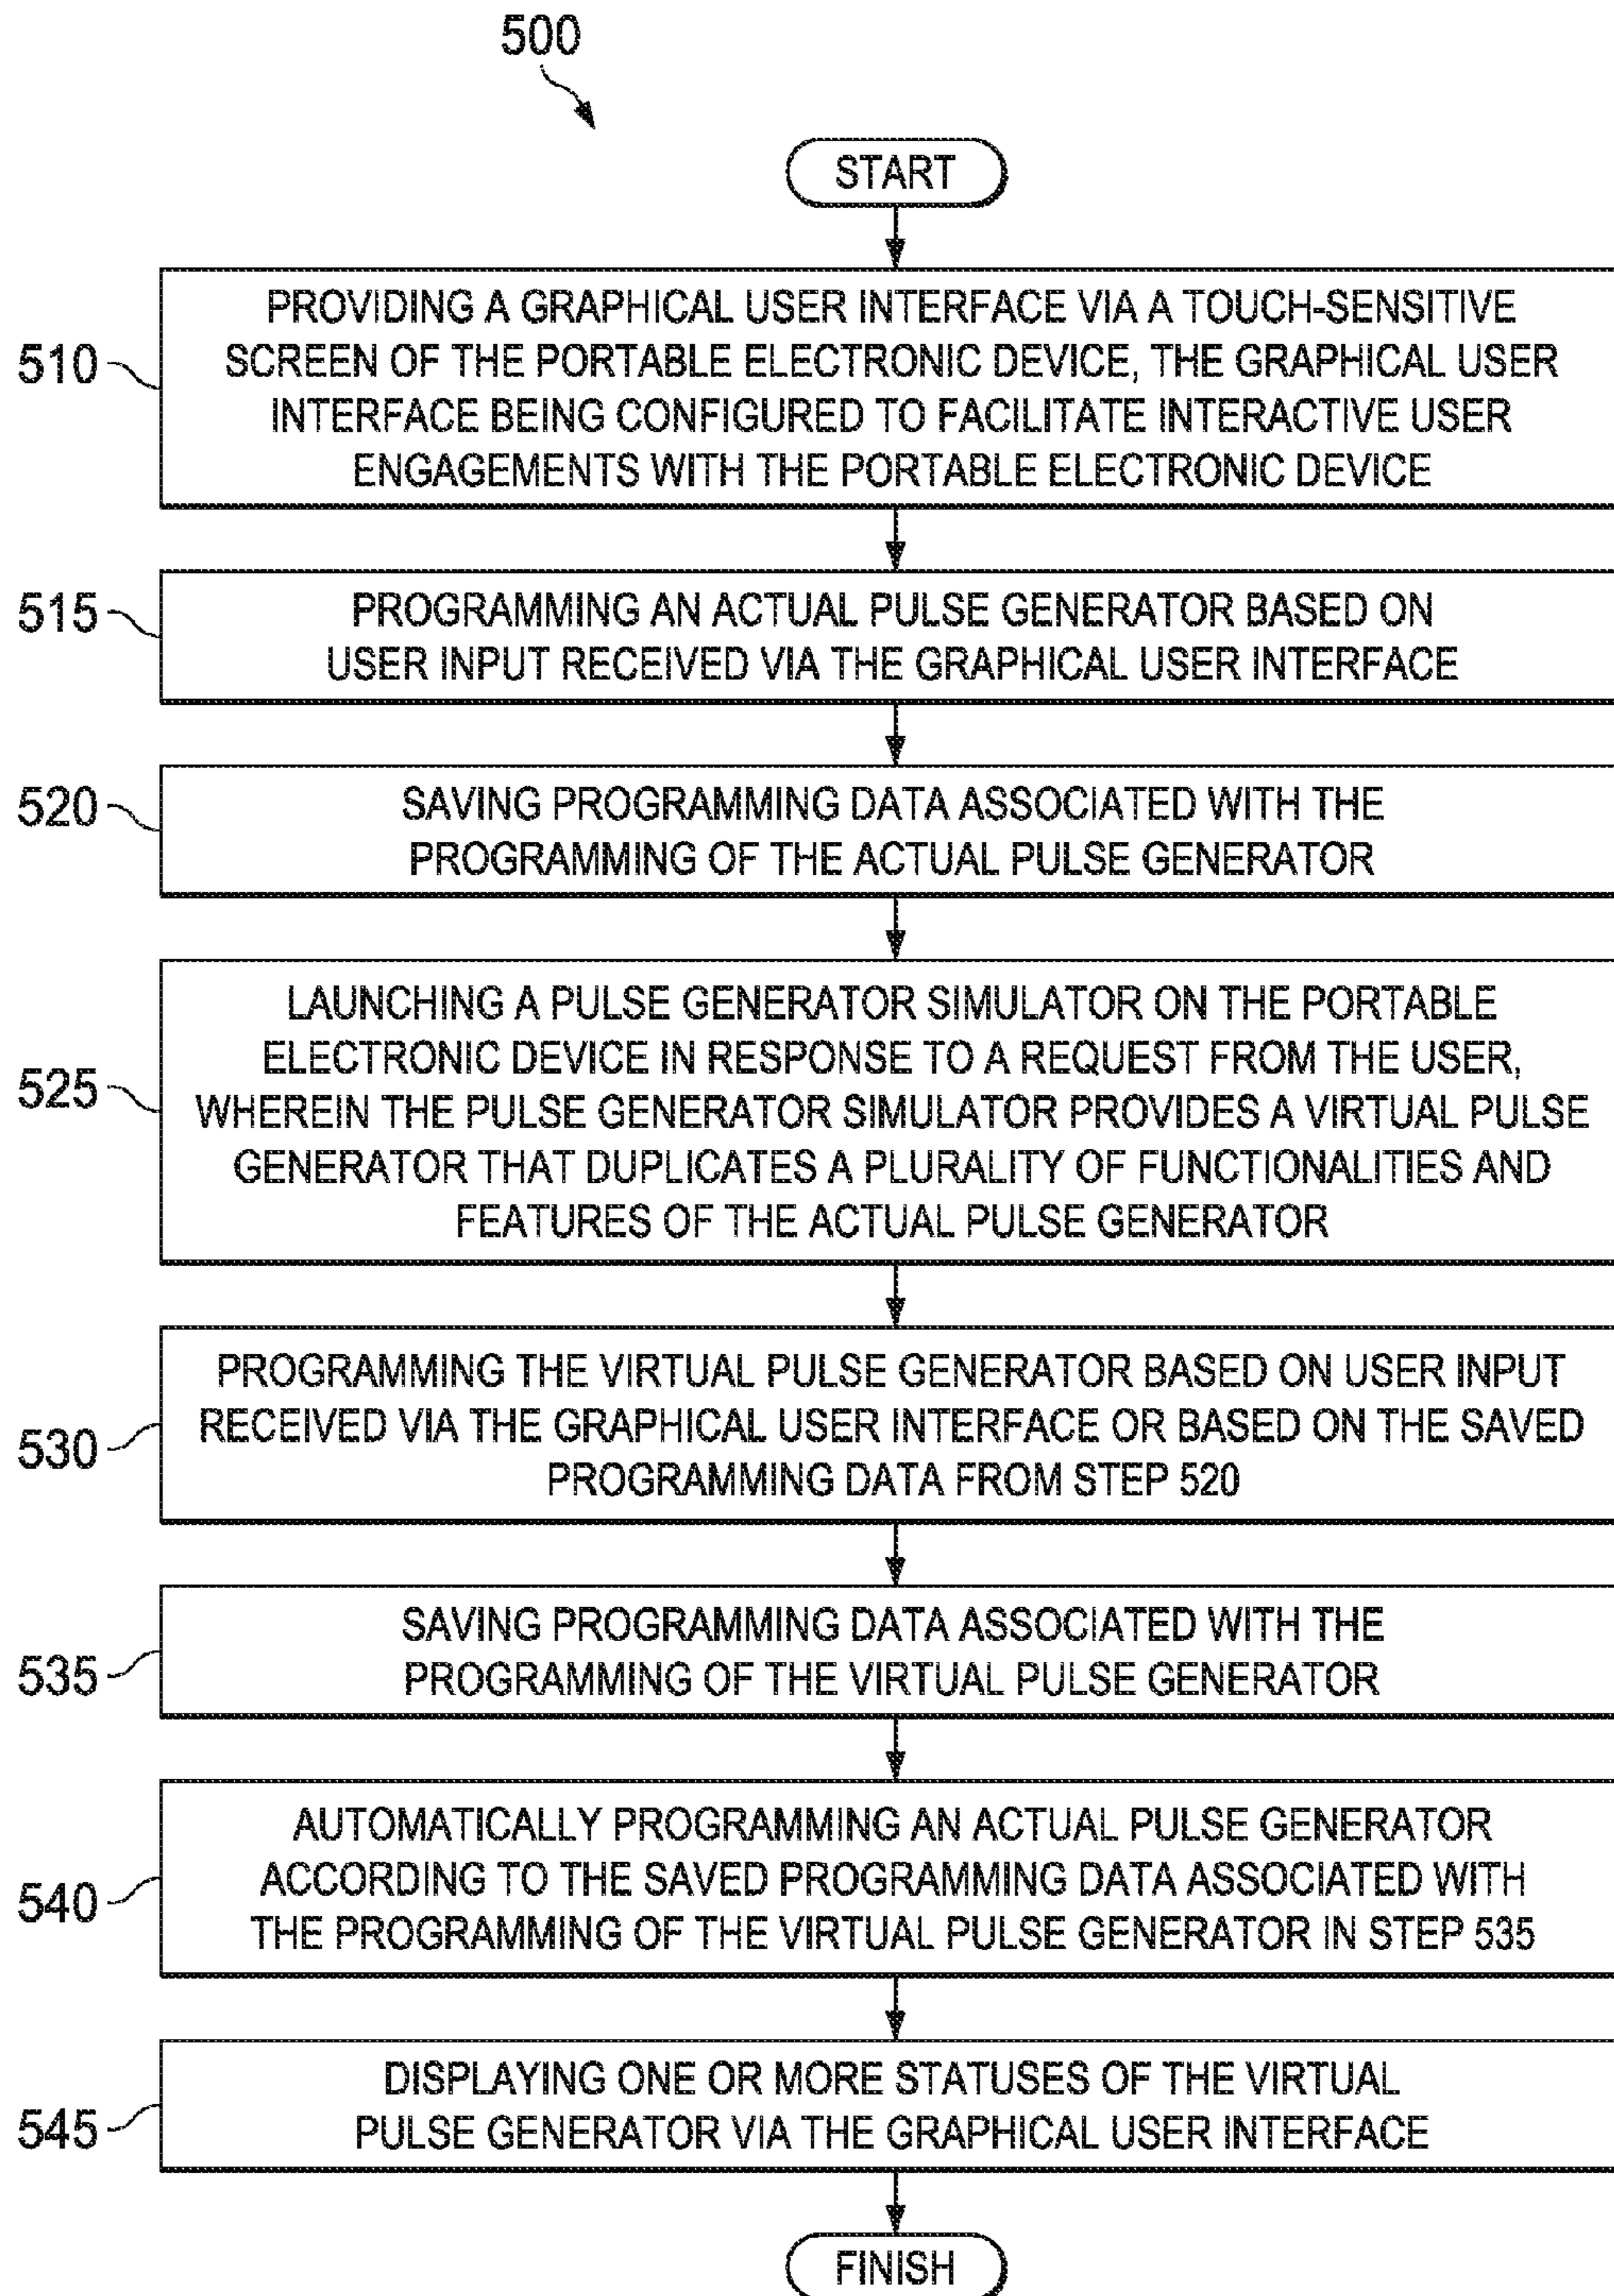 500
START
510
PROVIDING A GRAPHICAL USER INTERFACE VIA A TOUCH-SENSITIVE
SCREEN OF THE PORTABLE ELECTRONIC DEVICE, THE GRAPHICAL USER
INTERFACE BEING CONFIGURED TO FACILITATE INTERACTIVE USER
ENGAGEMENTS WITH THE PORTABLE ELECTRONIC DEVICE
515
PROGRAMMING AN ACTUAL PULSE GENERATOR BASED ON
USER INPUT RECEIVED VIA THE GRAPHICAL USER INTERFACE
520
SAVING PROGRAMMING DATA ASSOCIATED WITH THE
PROGRAMMING OF THE ACTUAL PULSE GENERATOR
525
LAUNCHING A PULSE GENERATOR SIMULATOR ON THE PORTABLE
ELECTRONIC DEVICE IN RESPONSE TO A REQUEST FROM THE USER,
WHEREIN THE PULSE GENERATOR SIMULATOR PROVIDES A VIRTUAL PULSE
GENERATOR THAT DUPLICATES A PLURALITY OF FUNCTIONALITIES AND
FEATURES OF THE ACTUAL PULSE GENERATOR
530
PROGRAMMING THE VIRTUAL PULSE GENERATOR BASED ON USER INPUT
RECEIVED VIA THE GRAPHICAL USER INTERFACE OR BASED ON THE SAVED
PROGRAMMING DATA FROM STEP 520
535
SAVING PROGRAMMING DATA ASSOCIATED WITH THE
PROGRAMMING OF THE VIRTUAL PULSE GENERATOR
540
AUTOMATICALLY PROGRAMMING AN ACTUAL PULSE GENERATOR
ACCORDING TO THE SAVED PROGRAMMING DATA ASSOCIATED WITH
THE PROGRAMMING OF THE VIRTUAL PULSE GENERATOR IN STEP 535
545
DISPLAYING ONE OR MORE STATUSES OF THE VIRTUAL
PULSE GENERATOR VIA THE GRAPHICAL USER INTERFACE
FINISH